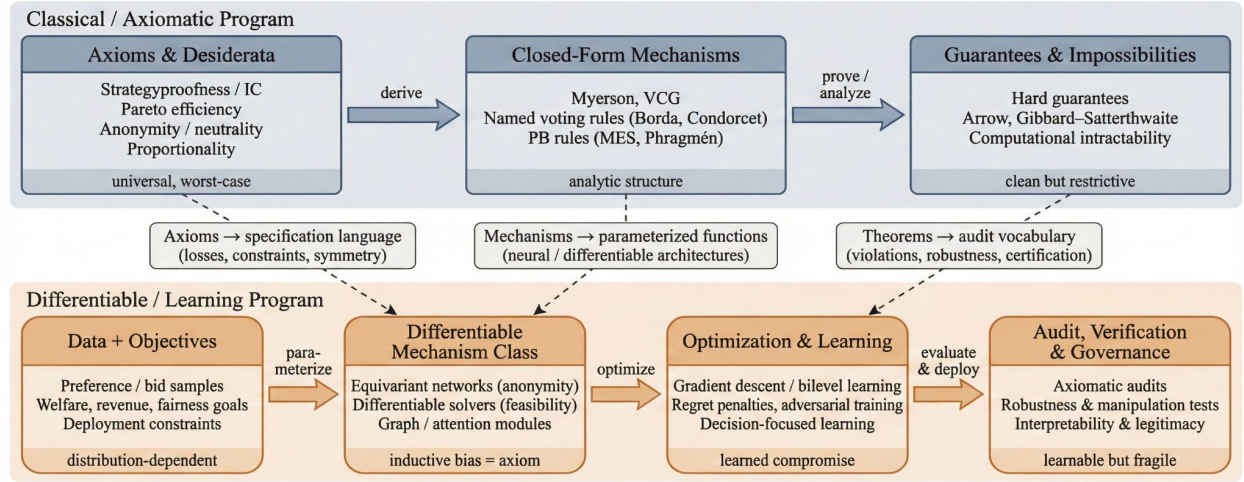 Classical / Axiomatic Program
Axioms & Desiderata
Strategyproofness / IC
Pareto efficiency
Anonymity / neutrality
Proportionality
universal, worst-case
derive
Closed-Form Mechanisms
Myerson, VCG
Named voting rules (Borda, Condorcet)
PB rules (MES, Phragmén)
analytic structure
prove /
analyze
Guarantees & Impossibilities
Hard guarantees
Arrow, Gibbard–Satterthwaite
Computational intractability
clean but restrictive
Axioms → specification language
(losses, constraints, symmetry)
Mechanisms → parameterized functions
(neural / differentiable architectures)
Theorems → audit vocabulary
(violations, robustness, certification)
Differentiable / Learning Program
Data + Objectives
Preference / bid samples
Welfare, revenue, fairness goals
Deployment constraints
distribution-dependent
para-
meterize
Differentiable
Mechanism Class
Equivariant networks (anonymity)
Differentiable solvers (feasibility)
Graph / attention modules
inductive bias = axiom
optimize
Optimization & Learning
Gradient descent / bilevel learning
Regret penalties, adversarial training
Decision-focused learning
learned compromise
evaluate
& deploy
Audit, Verification
& Governance
Axiomatic audits
Robustness & manipulation tests
Interpretability & legitimacy
learnable but fragile